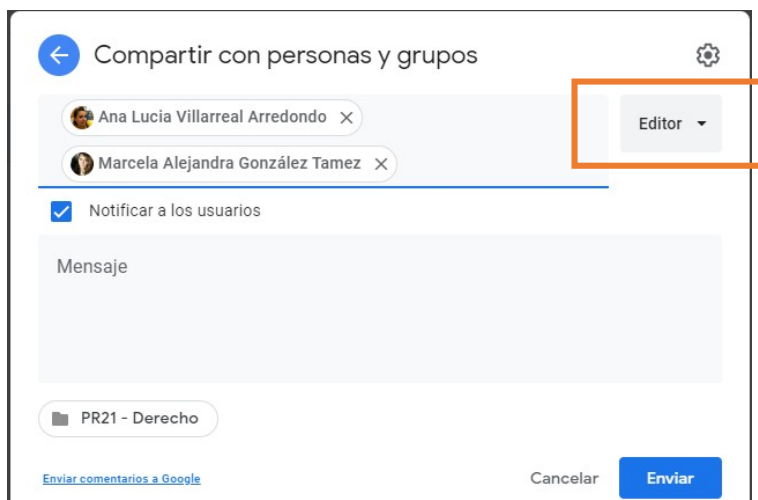 Compartir con personas y grupos
Ana Lucia Villarreal Arredondo
Editor
Marcela Alejandra González Tamez
Notificar a los usuarios
Mensaje
PR21 - Derecho
Enviar comentarios a Google
Cancelar
Enviar